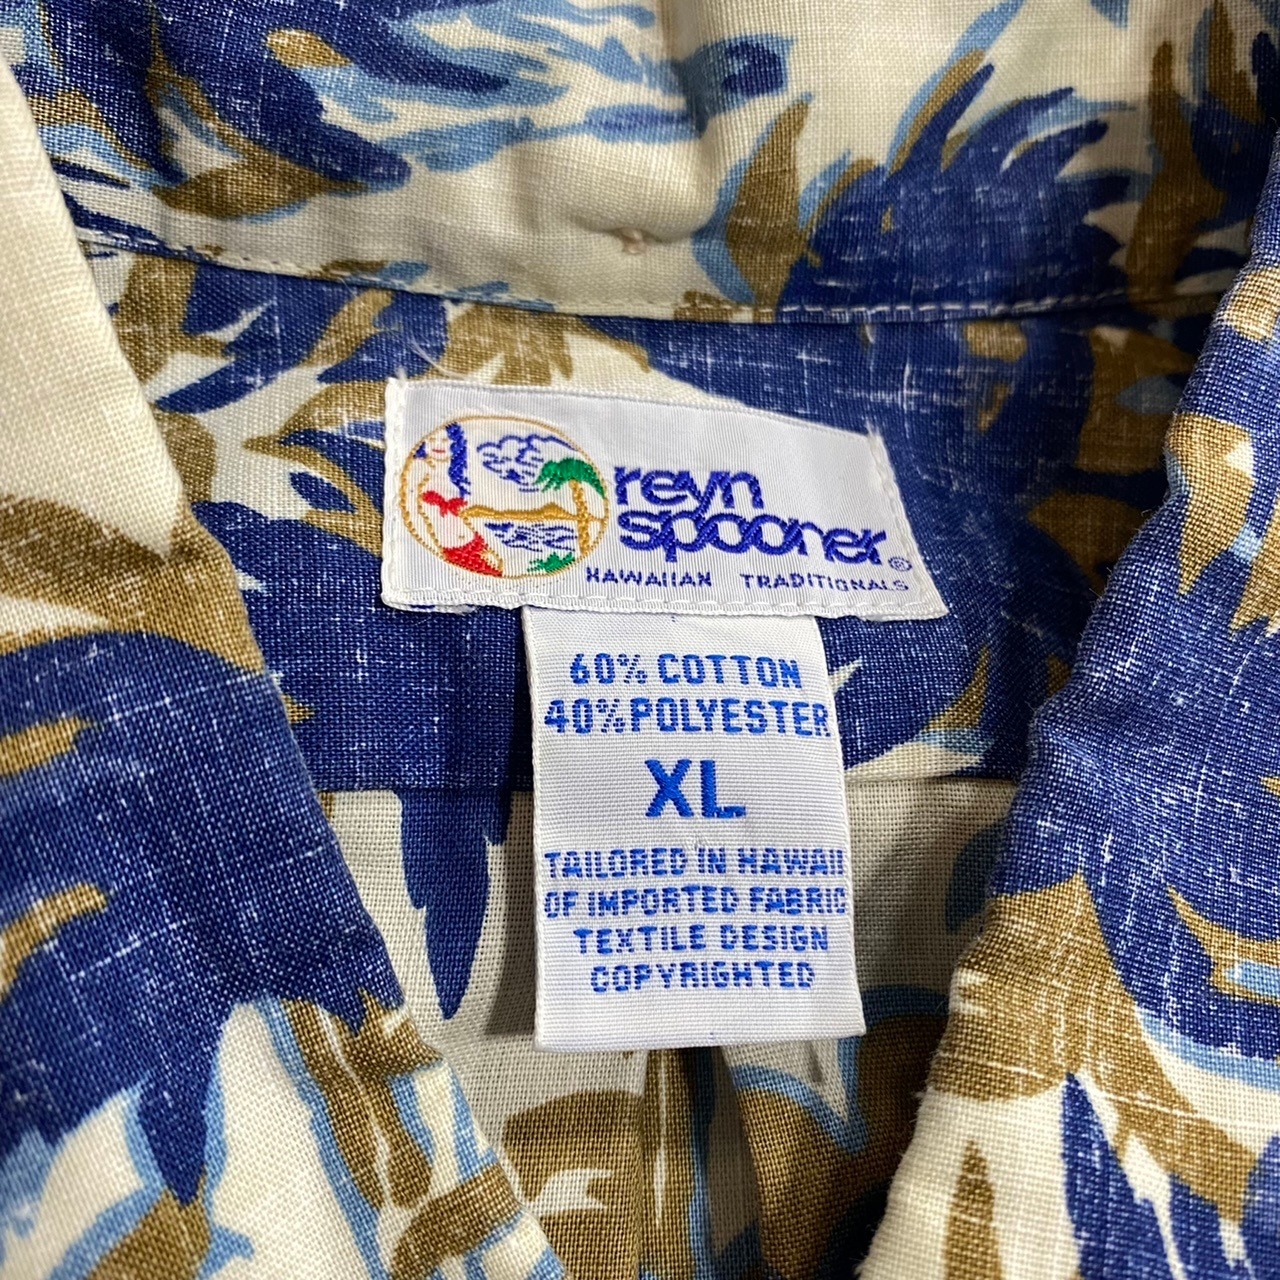 reyn
spooner®
HAWAIIAN TRADITIONALS
60% COTTON
40% POLYESTER
XL
TAILORED IN HAWAII
OF IMPORTED FABRIC
TEXTILE DESIGN
COPYRIGHTED